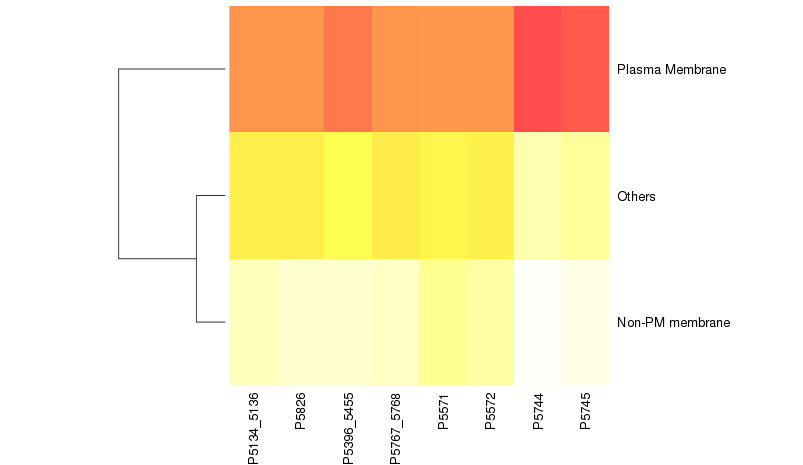 Plasma Membrane
Others
Non-PM membrane
P5134_5136
P5826
P5396_5455
P5767_5768
P5571
P5572
P5744
P5745